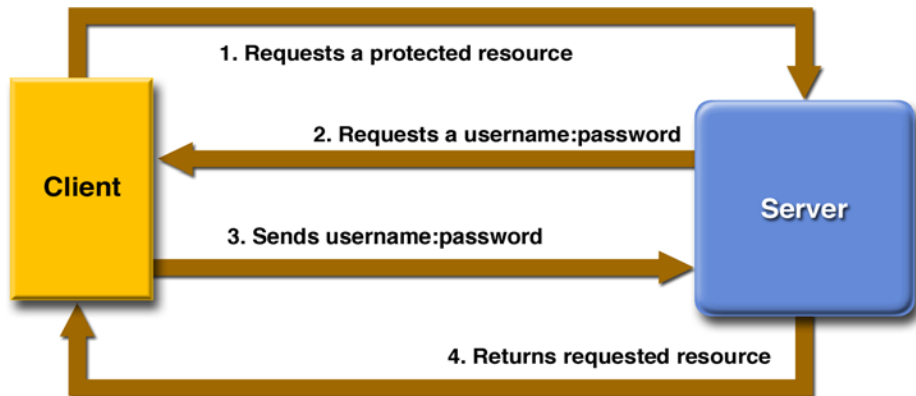 1. Requests a protected resource
2. Requests a username:password
Client
Server
3. Sends username:password
4. Returns requested resource